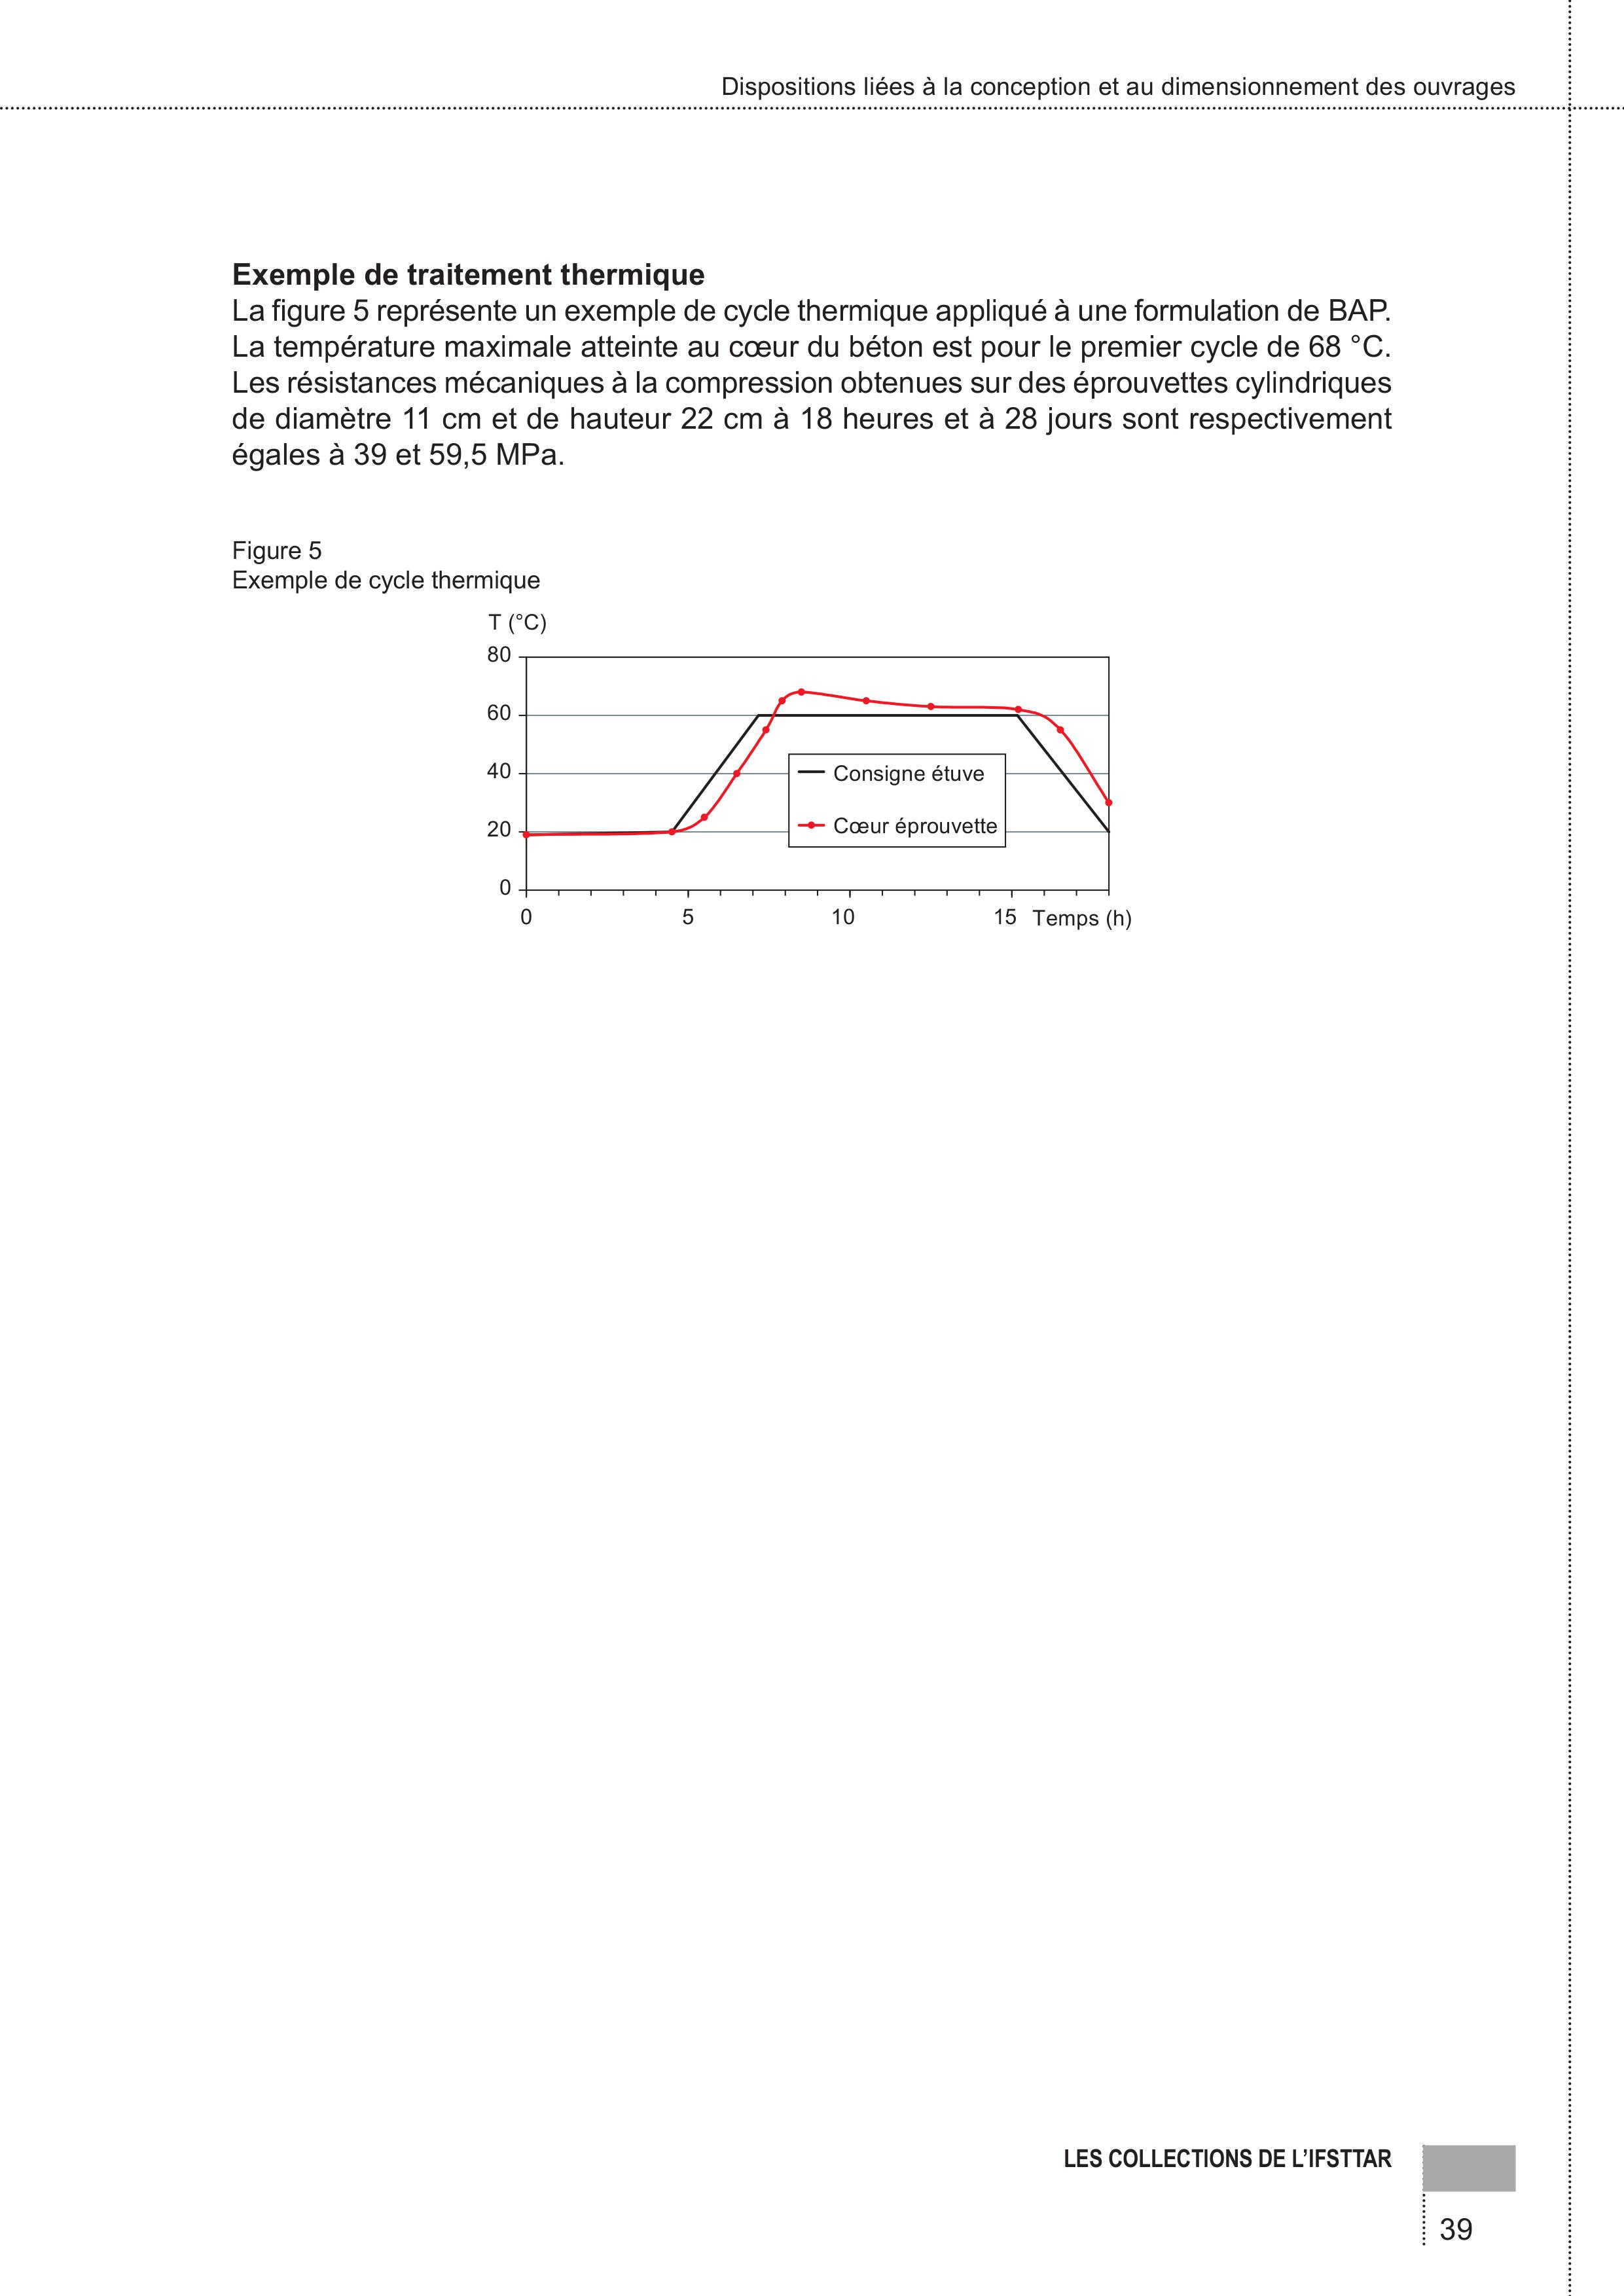 Dispositions liées à la conception et au dimensionnement des ouvrages
Exemple de traitement thermique
La figure 5 représente un exemple de cycle thermique appliqué à une formulation de BAP.
La température maximale atteinte au cœur du béton est pour le premier cycle de 68 °C.
Les résistances mécaniques à la compression obtenues sur des éprouvettes cylindriques
de diamètre 11 cm et de hauteur 22 cm à 18 heures et à 28 jours sont respectivement
égales à 39 et 59,5 MPa.
Figure 5
Exemple de cycle thermique
T (°C)
80
60
40
20
0
Consigne étuve
Cœur éprouvette
0 5 10 15 Temps (h)
LES COLLECTIONS DE L’IFSTTAR
39